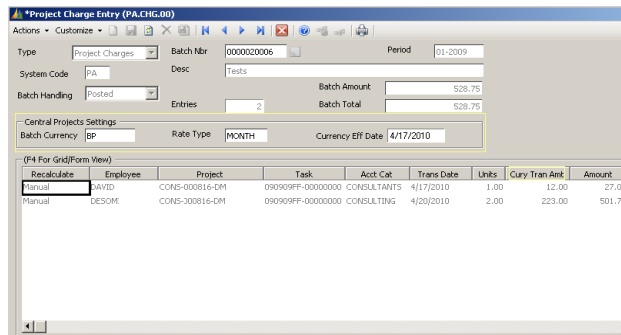 *Project Charge Entry (PA.CHG.00)
Actions Customize
Type Project Charges Batch Nbr 0000020006 Period 01-2009
System Code PA Desc Tests
Batch Handling Posted Batch Amount 528.75
Entries 2 Batch Total 528.75
Central Projects Settings
Batch Currency BP Rate Type MONTH Currency Eff Date 4/17/2010
(F4 For Grid/Form View)
Recalculate Employee Project Task Acct Cat Trans Date Units Cury Tran Amt Amount
Manual DAVID CONS-000816-DM 090909FF-00000000 CONSULTANTS 4/17/2010 1.00 12.00 27.0
Manual DESOM CONS-300816-DM 090909FF-00000000 CONSULTING 4/20/2010 2.00 223.00 501.7